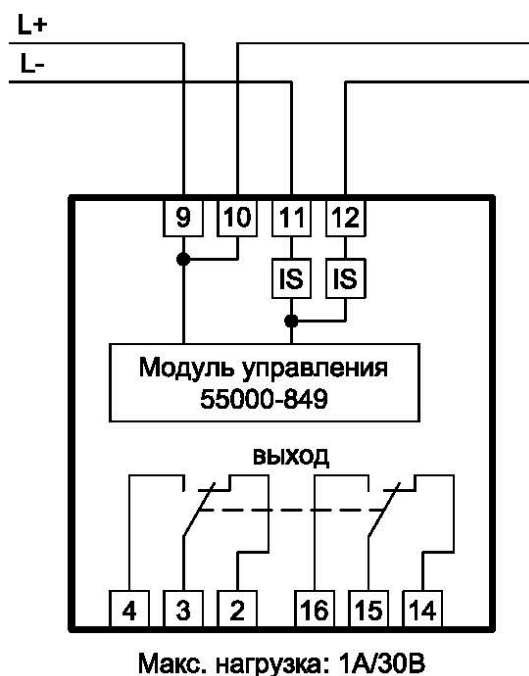 L+
L-
9 10 11 12
IS IS
Модуль управления
55000-849
выход
4 3 2 16 15 14
Макс. нагрузка: 1А/30В